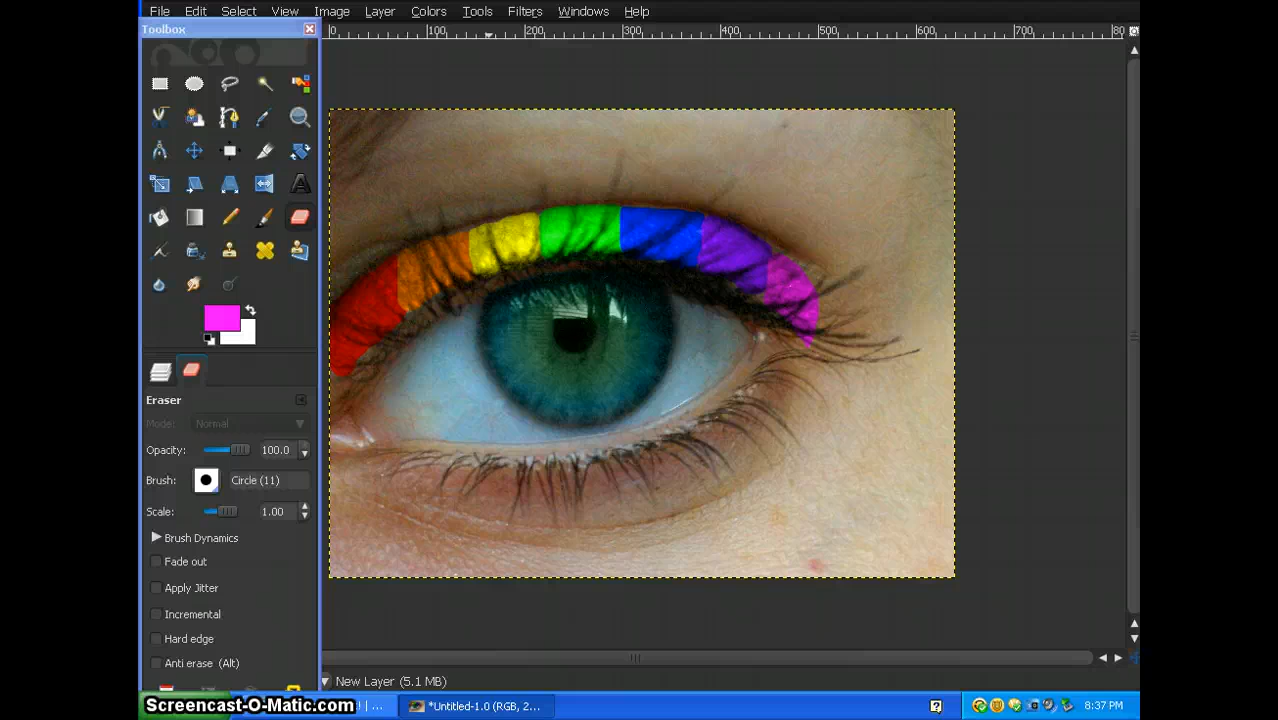 File Edit Select View Image Layer Colors Tools Filters Windows Help
Toolbox
0 100 200 300 400 500 600 700 80
Eraser
Mode: Normal
Opacity: 100.0
Brush: Circle (11)
Scale: 1.00
Brush Dynamics
Fade out
Apply Jitter
Incremental
Hard edge
Anti erase (Alt)
New Layer (5.1 MB)
Screencast-O-Matic.com | ... *Untitled-1.0 (RGB, 2... 8:37 PM